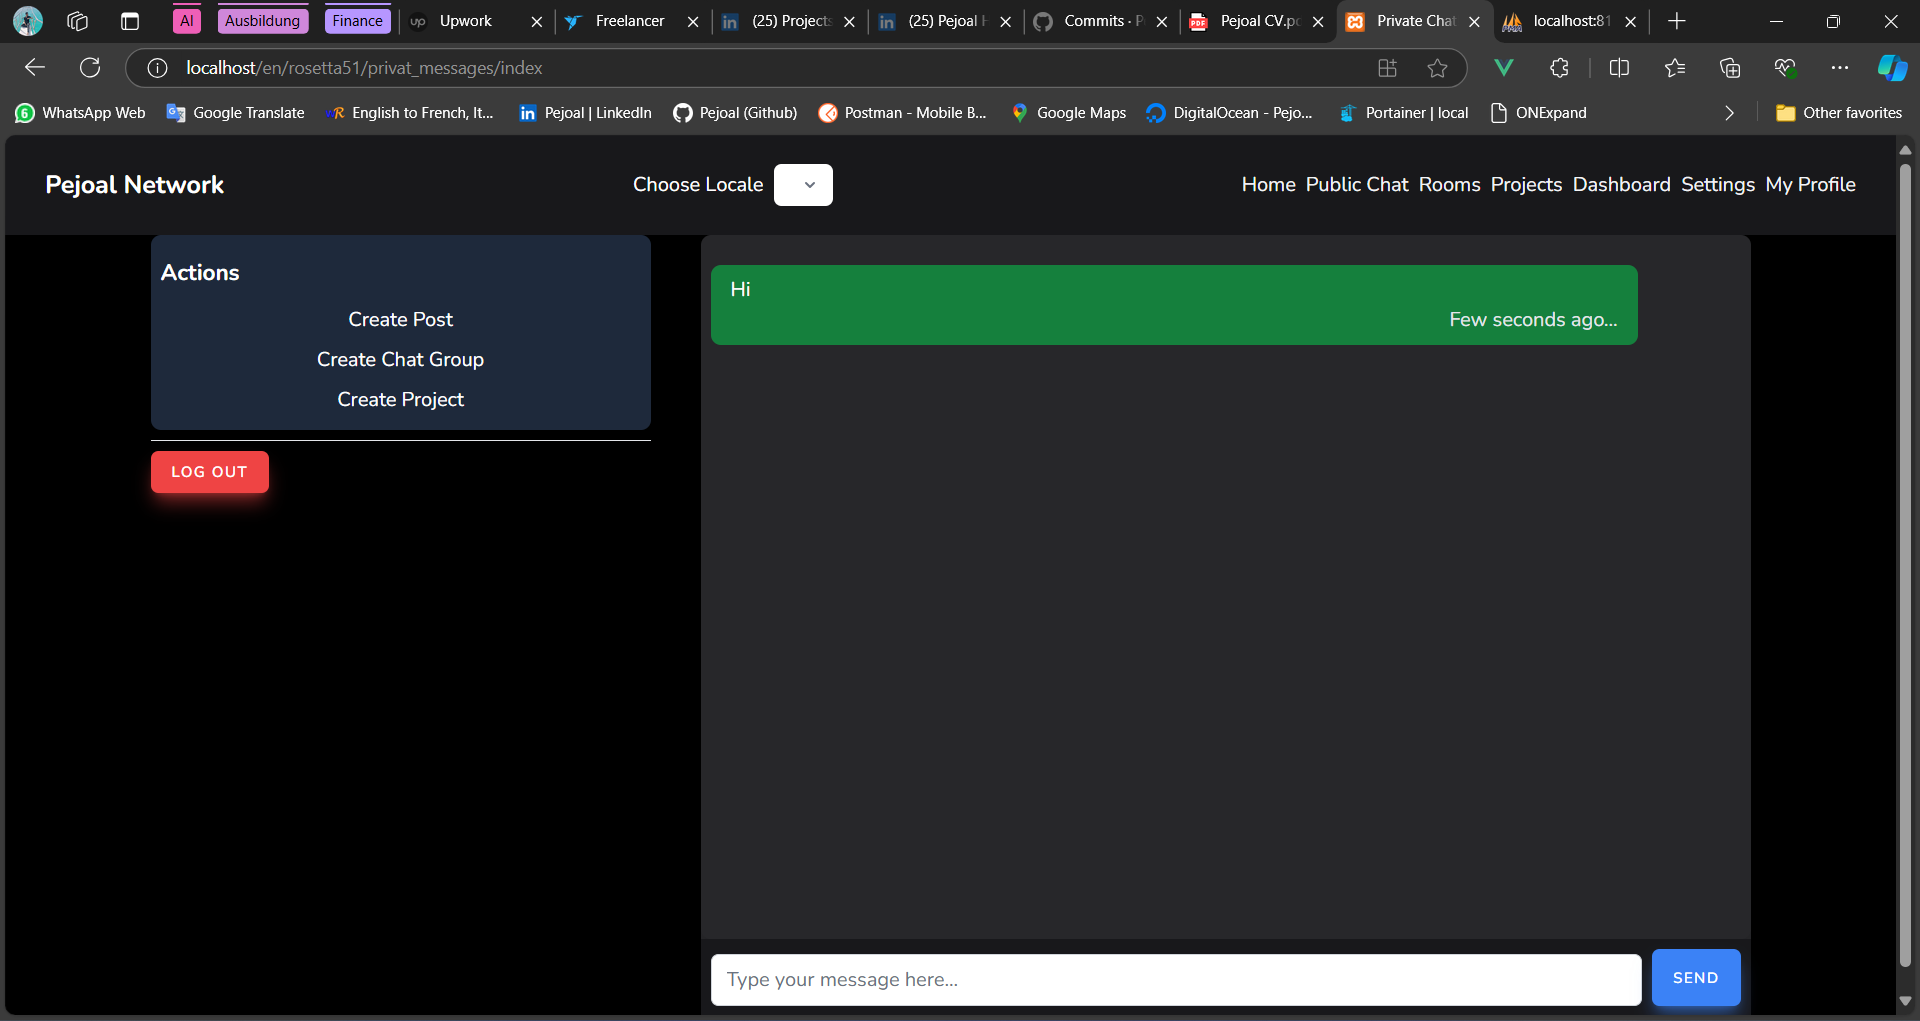 AI Ausbildung Finance Upwork Freelancer (25) Projects (25) Pejoal Commits · Pejoal CV.p Private Chat localhost:81
localhost/en/rosetta51/privat_messages/index
WhatsApp Web Google Translate English to French, It... Pejoal | LinkedIn Pejoal (Github) Postman - Mobile B... Google Maps DigitalOcean - Pejo... Portainer | local ONExpand Other favorites
Pejoal Network Choose Locale Home Public Chat Rooms Projects Dashboard Settings My Profile
Actions
Create Post
Create Chat Group
Create Project
LOG OUT
Hi
Few seconds ago...
Type your message here... SEND